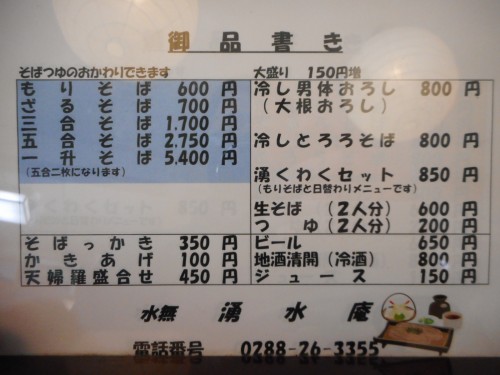 御品書き
そばつゆのおかわりできます
もりそば 600円
ざるそば 700円
三合そば 1.700円
五合そば 2.750円
一升そば 5.400円
(五合二枚になります)
そばっかき 350円
かきあげ 100円
天婦羅盛合せ 450円
大盛り 150円増
冷し男体おろし 800円
(大根おろし)
冷しとろろそば 800円
湧くわくセット 850円
(もりそばと日替わりメニューです)
生そば(2人分) 600円
つゆ(2人分) 200円
ビール 650円
地酒清開(冷酒) 800円
ジュース 150円
水無 湧水庵
電話番号 0288-26-3355